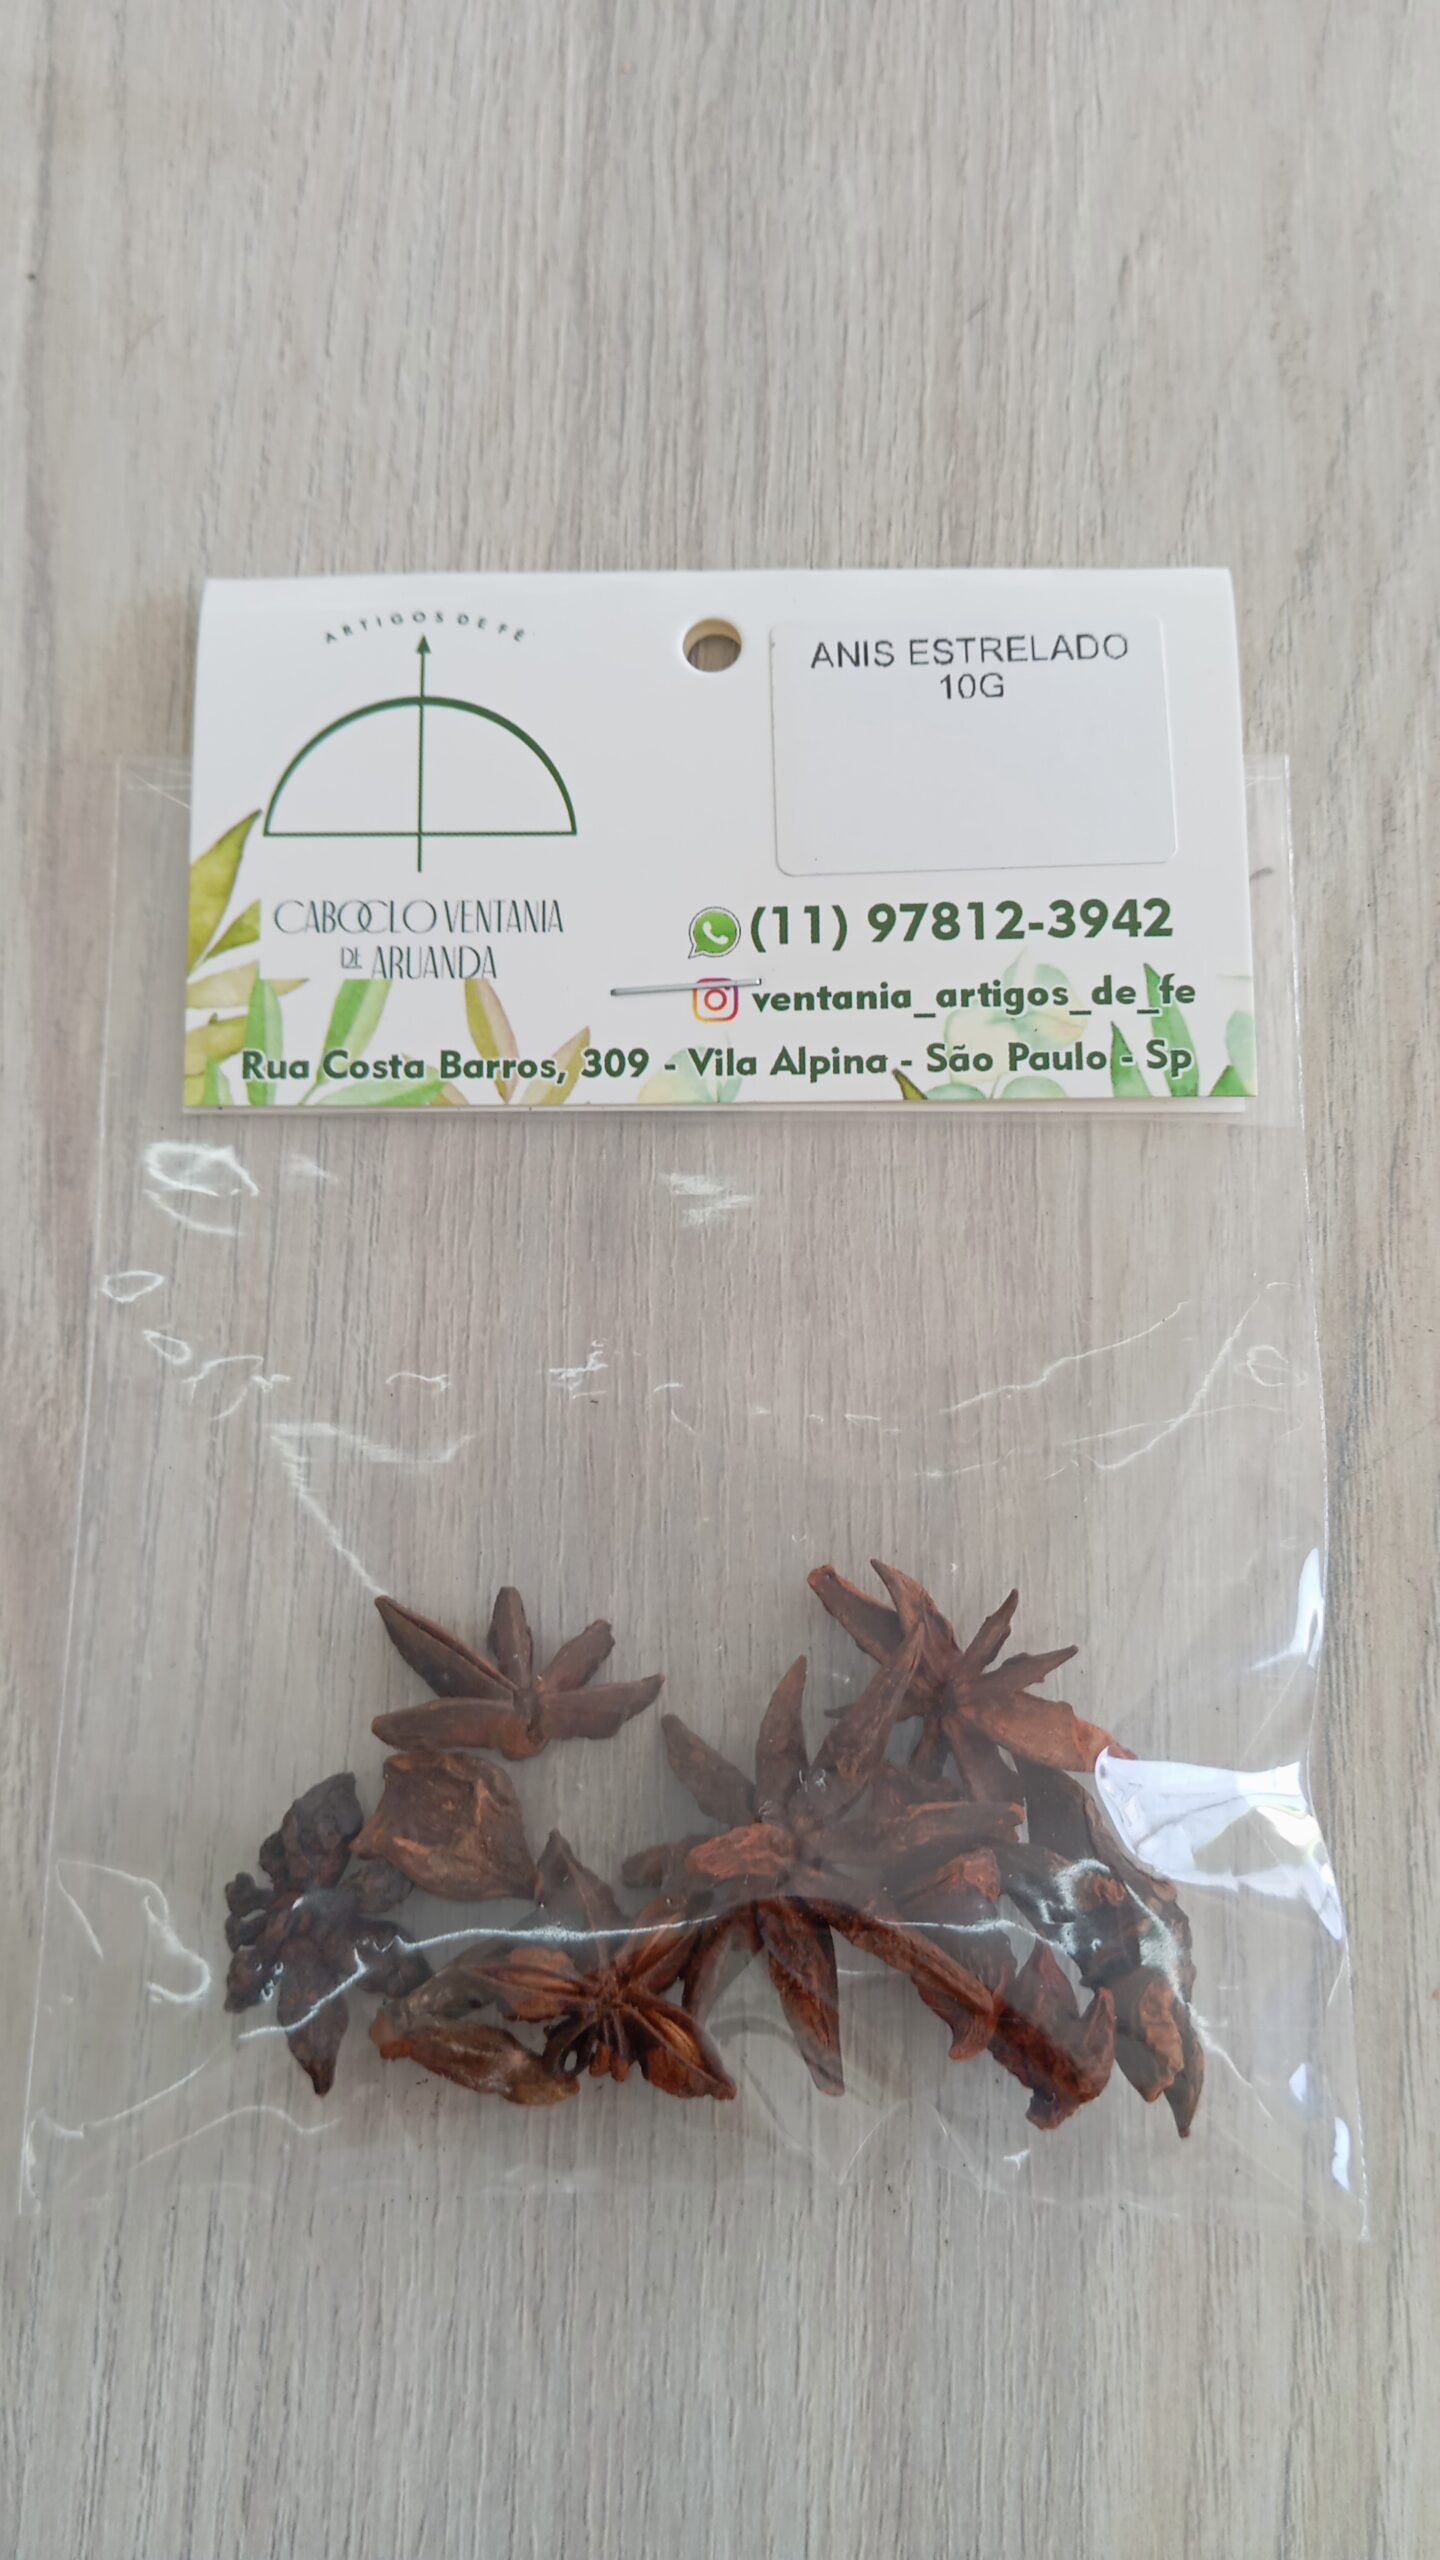 ARTIGOS DE FÉ
CABOCLO VENTANIA
DE ARUANDA
ANIS ESTRELADO
10G
(11) 97812-3942
ventania_artigos_de_fe
Rua Costa Barros, 309 - Vila Alpina - São Paulo - Sp